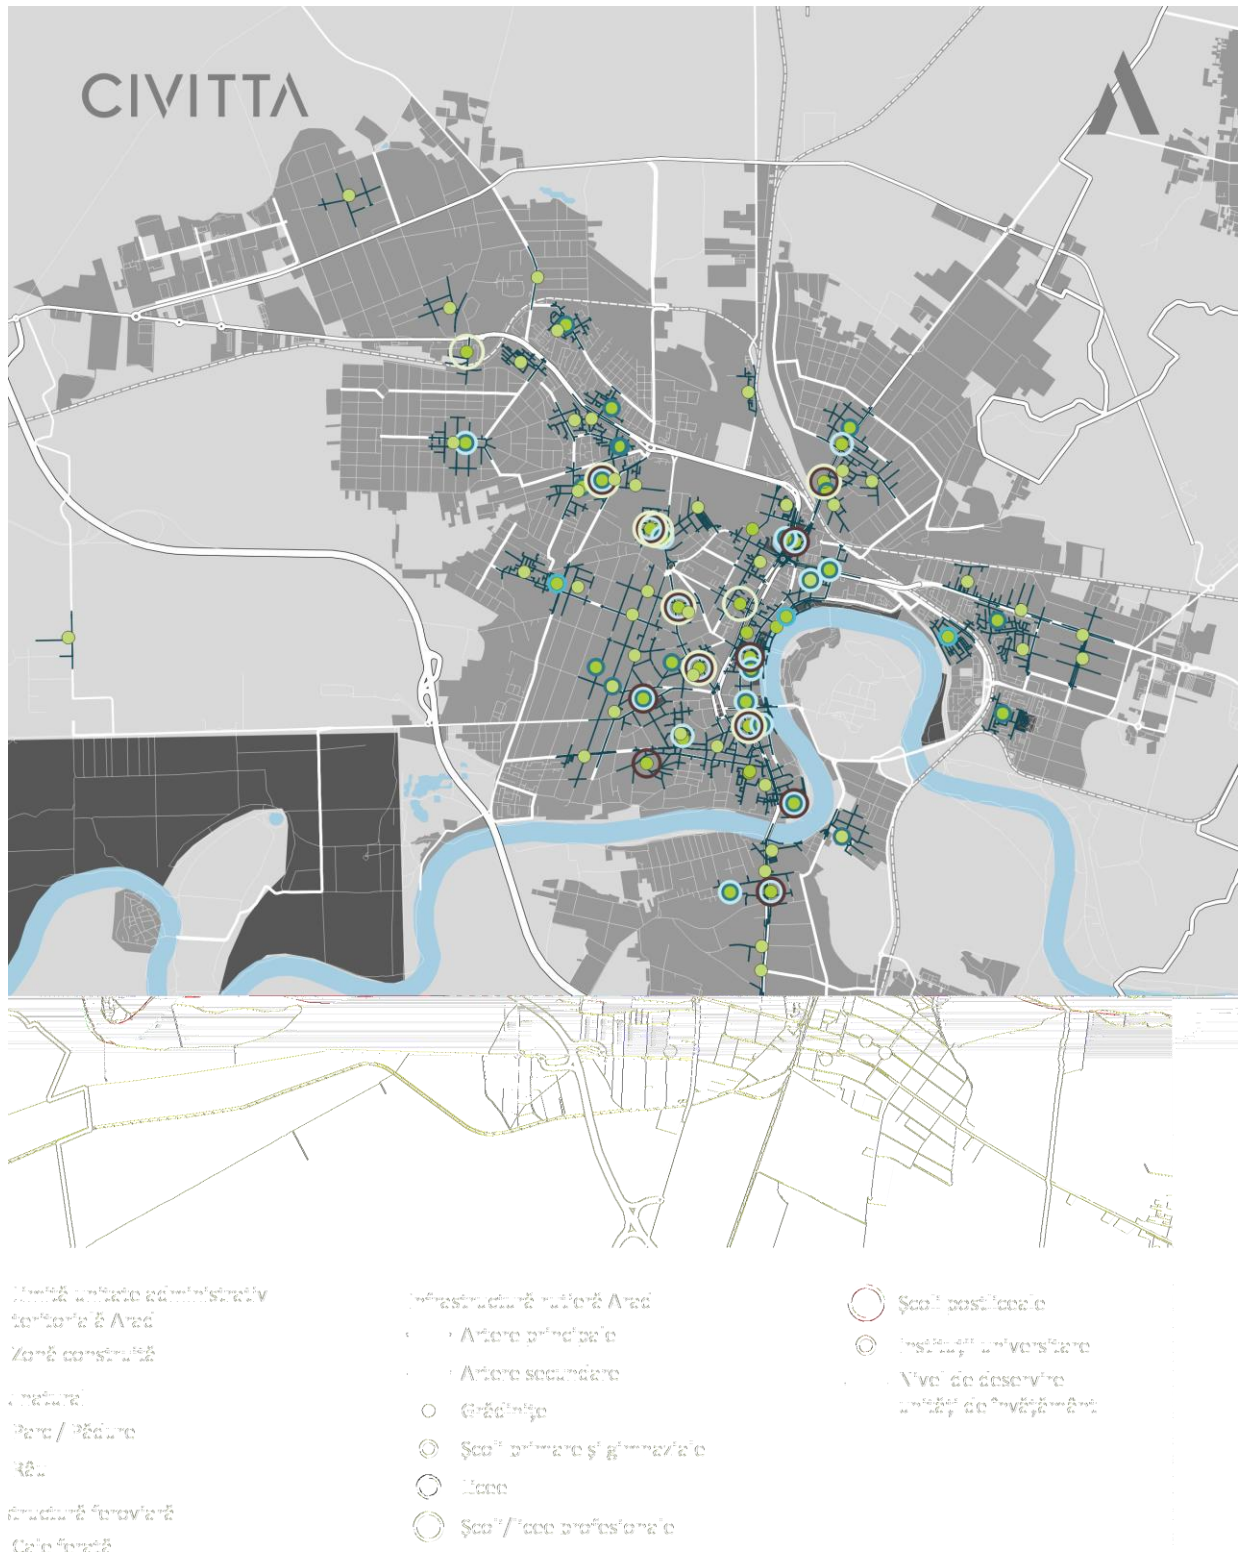 CIVITTA
limită unitate administrativ
teritorială Arad
Zonă construită
natural
Parc / Pădure
Râu
structură feroviară
Cale ferată
Infrastructură rutieră Arad
Artere principale
Artere secundare
Grădinițe
Școli primare și gimnaziale
Licee
Școli/licee profesionale
Școli postliceale
Instituții universitare
Nivel de deservire
unități de învățământ